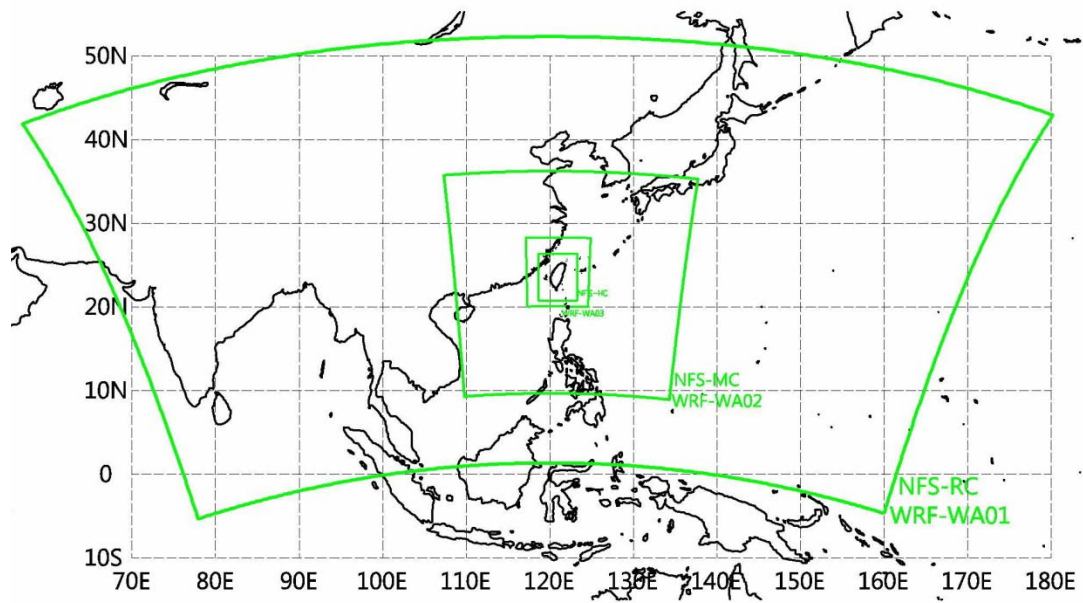 50N
40N
30N
20N
NFS-HC
WRF-WA03
NFS-MC
10N
WRF-WA02
0
NFS-RC
WRF-WA01
10S
70E 80E 90E 100E 110E 120E 130E 140E 150E 160E 170E 180E